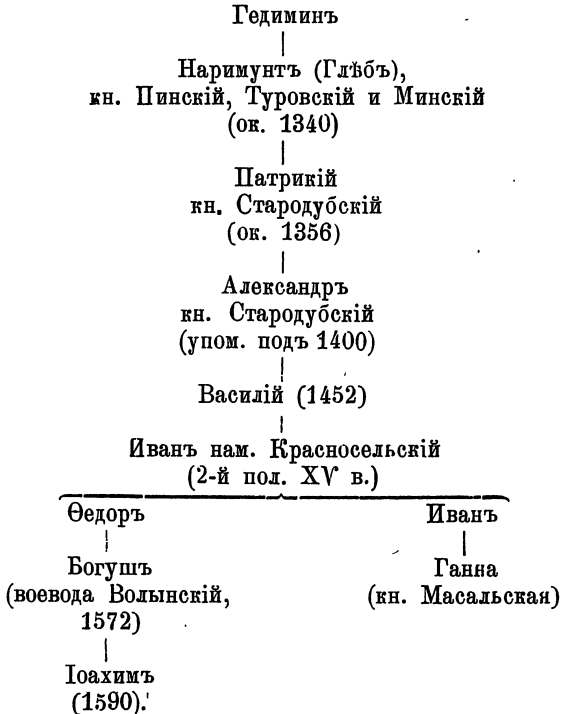 Гедиминъ
Наримунтъ (Глѣбъ),
кн. Пинскій, Туровскій и Минскій
(ок. 1340)
Патрикій
кн. Стародубскій
(ок. 1356)
Александръ
кн. Стародубскій
(упом. подъ 1400)
Василій (1452)
Иванъ нам. Красносельскій
(2-й пол. XV в.)
Ѳедоръ
Богушъ
(воевода Волынскій,
1572)
Іоахимъ
(1590).
Иванъ
Ганна
(кн. Масальская)